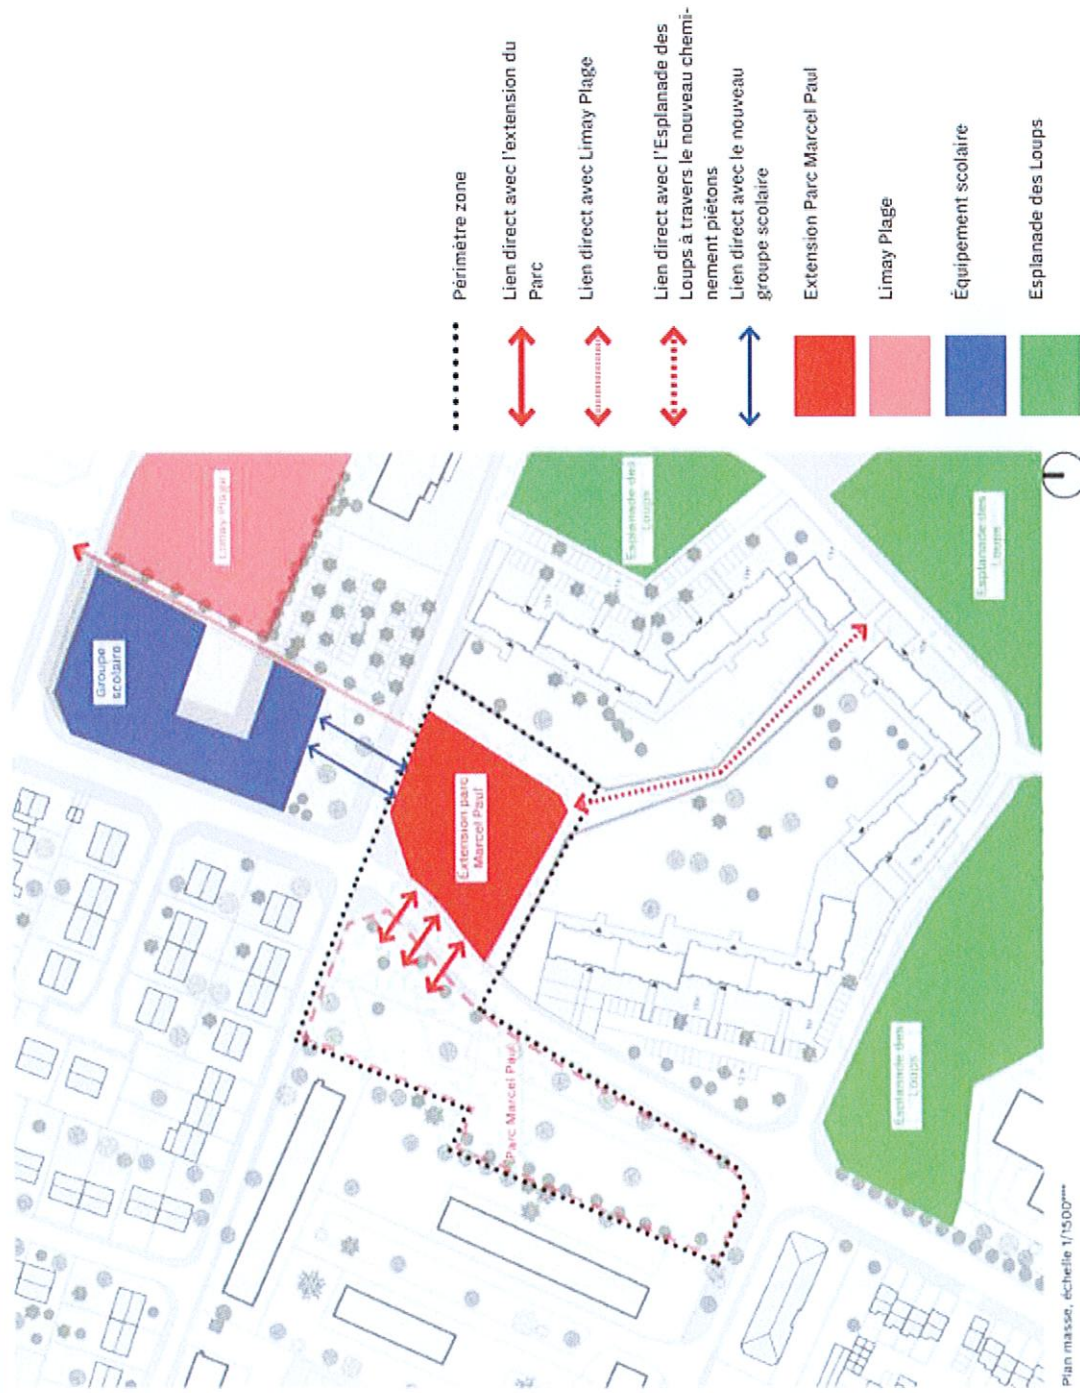 Périmètre zone
Lien direct avec l'extension du
Parc
Lien direct avec Limay Plage
Lien direct avec l'Esplanade des
Loups à travers le nouveau chemi-
nement piétons
Lien direct avec le nouveau
groupe scolaire
Extension Parc Marcel Paul
Limay Plage
Équipement scolaire
Esplanade des Loups
Limay Plage
Groupe
scolaire
Extension parc
Marcel Paul
Parc Marcel Paul
Esplanade des
Loups
Esplanade des
Loups
Esplanade des
Loups
Plan masse, échelle 1/1500ème